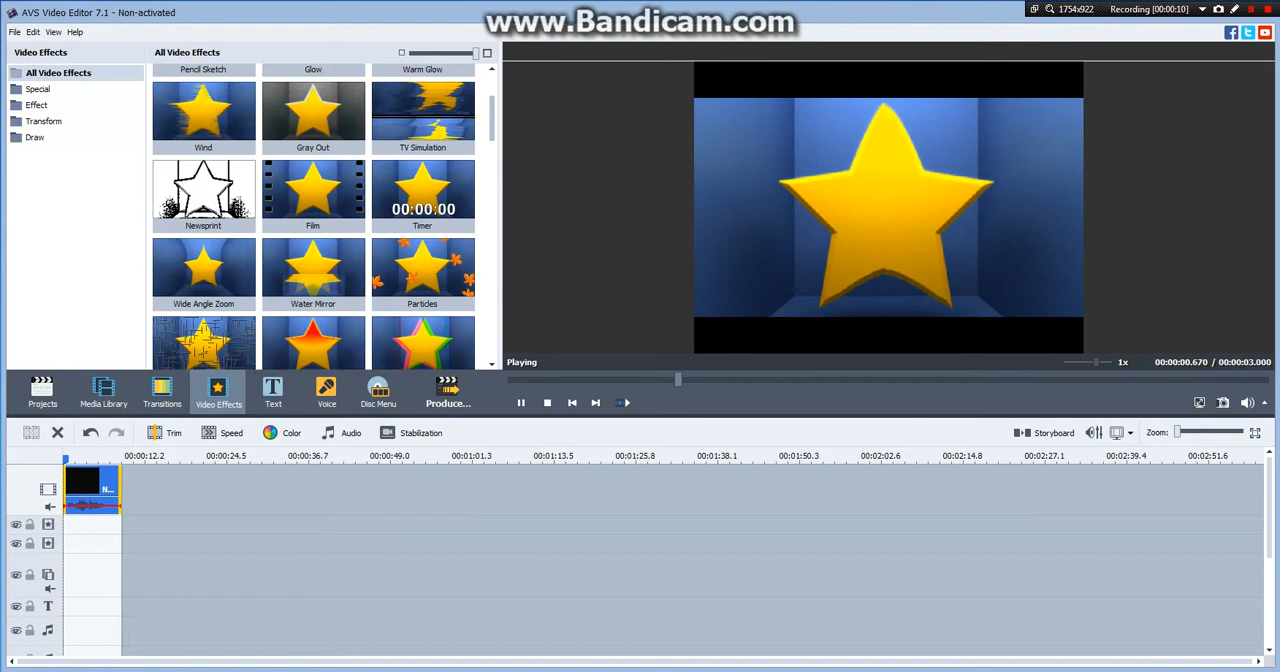 AVS Video Editor 7.1 - Non-activated
www.Bandicam.com
1754x922 Recording [00:00:10]
File Edit View Help
Video Effects
All Video Effects
All Video Effects
Special
Effect
Transform
Draw
Pencil Sketch Glow Warm Glow
Wind Gray Out TV Simulation
00:00:00
Newsprint Film Timer
Wide Angle Zoom Water Mirror Particles
Playing 1x 00:00:00.670 / 00:00:03.000
Projects Media Library Transitions Video Effects Text Voice Disc Menu Produce...
Trim Speed Color Audio Stabilization Storyboard Zoom:
00:00:12.2 00:00:24.5 00:00:36.7 00:00:49.0 00:01:01.3 00:01:13.5 00:01:25.8 00:01:38.1 00:01:50.3 00:02:02.6 00:02:14.8 00:02:27.1 00:02:39.4 00:02:51.6
N...
T